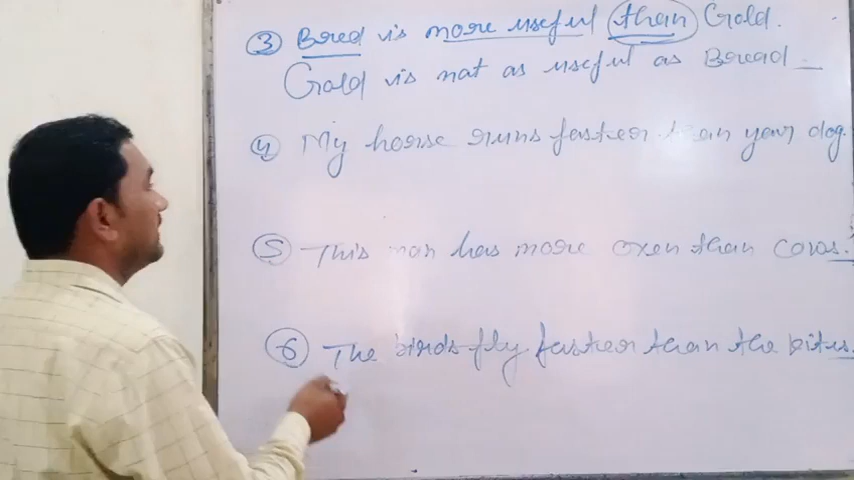 ③ Bread is more useful than Gold.
Gold is not as useful as Bread
④ My horse runs faster than your dog.
⑤ This man has more oxen than cows.
⑥ The birds fly faster than the kites.